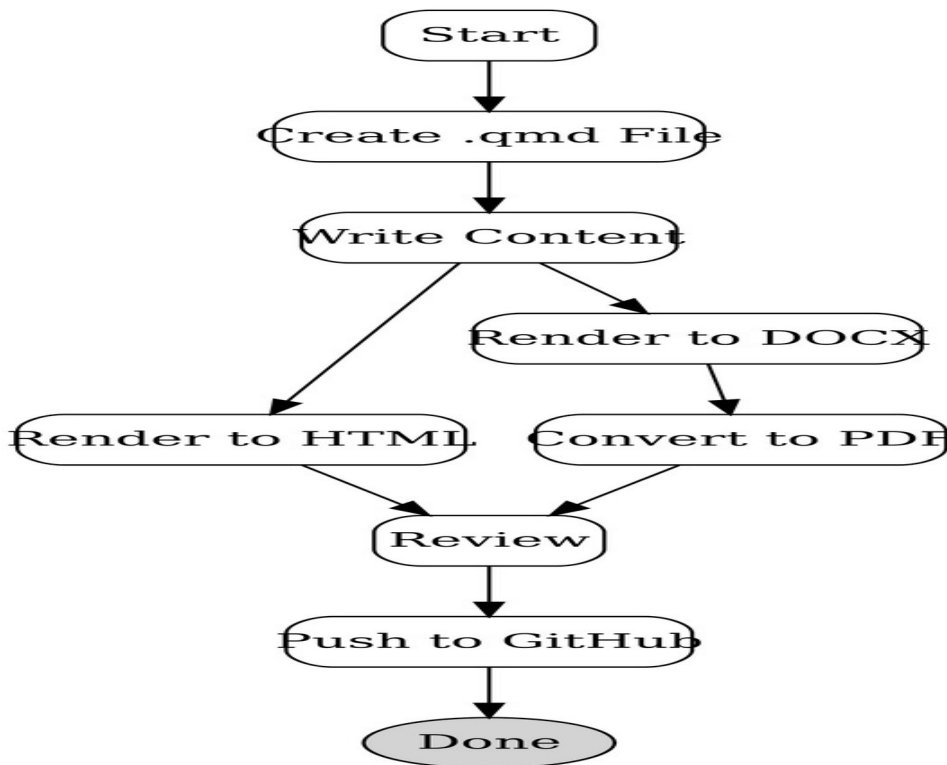 Start
Create .qmd File
Write Content
Render to DOCX
Render to HTML
Convert to PDF
Review
Push to GitHub
Done